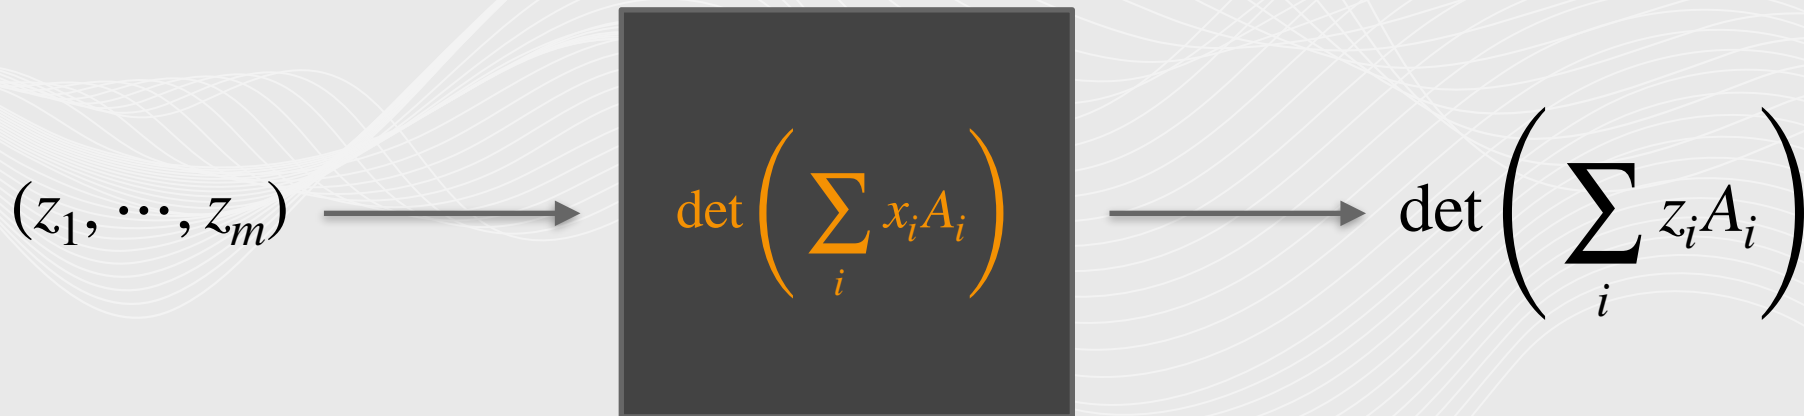 (z₁, ⋯, zₘ)
det(∑ᵢ xᵢAᵢ)
det(∑ᵢ zᵢAᵢ)